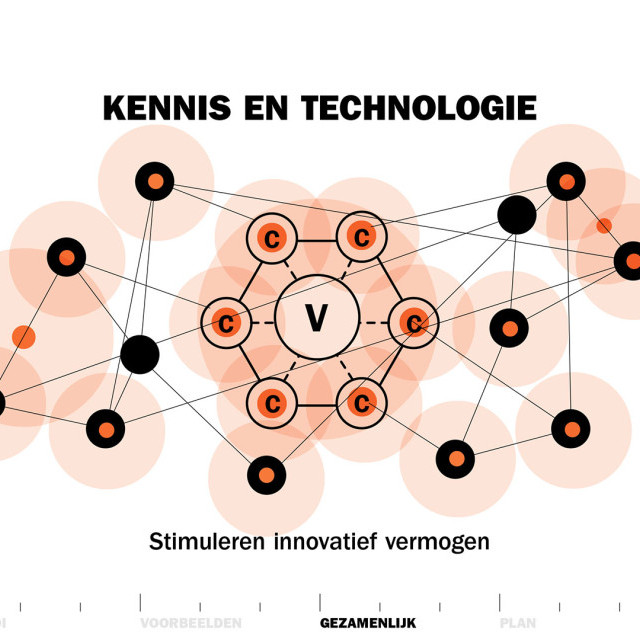 KENNIS EN TECHNOLOGIE
C C
C V C
C C
Stimuleren innovatief vermogen
VOORBEELDEN GEZAMENLIJK PLAN